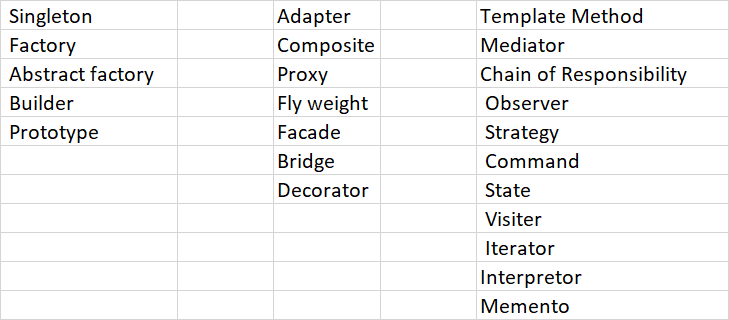 Singleton Adapter Template Method
Factory Composite Mediator
Abstract factory Proxy Chain of Responsibility
Builder Fly weight Observer
Prototype Facade Strategy
Bridge Command
Decorator State
Visiter
Iterator
Interpretor
Memento